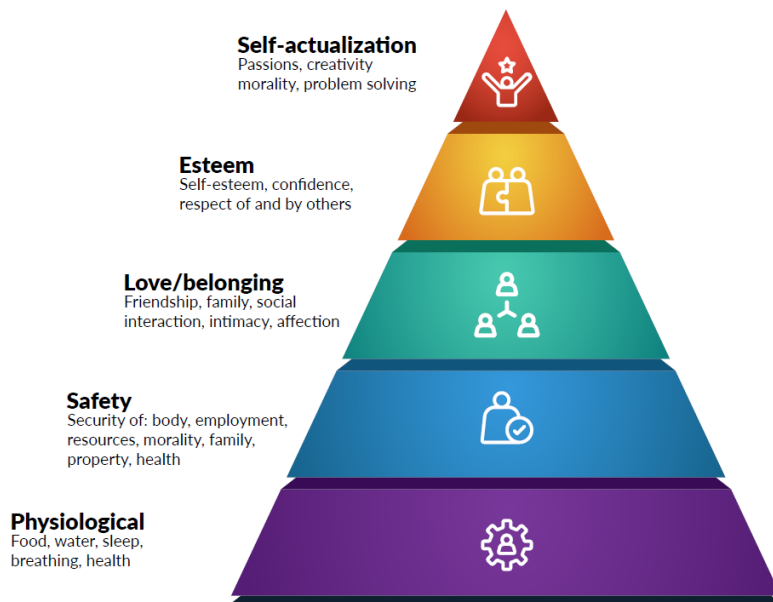 Self-actualization
Passions, creativity
morality, problem solving
Esteem
Self-esteem, confidence,
respect of and by others
Love/belonging
Friendship, family, social
interaction, intimacy, affection
Safety
Security of: body, employment,
resources, morality, family,
property, health
Physiological
Food, water, sleep,
breathing, health